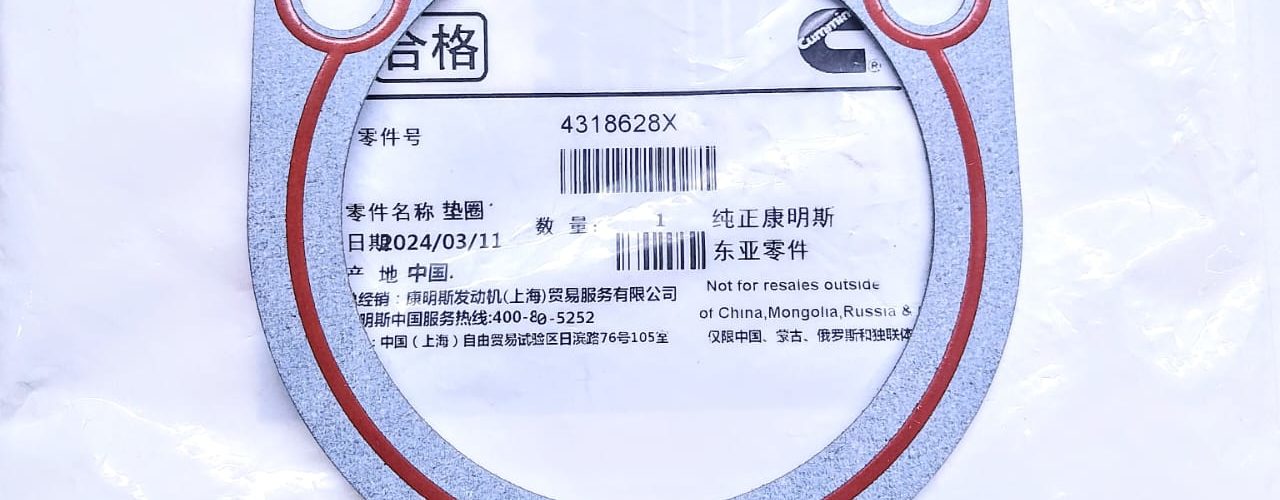 合格
Cummins
®
零件号
4318628X
零件名称 垫圈
数 量: 1
纯正康明斯
日期2024/03/11
东亚零件
产 地 中国.
Not for resales outside
经销：康明斯发动机(上海)贸易服务有限公司
of China,Mongolia,Russia &
明斯中国服务热线:400-80-5252
: 中国（上海）自由贸易试验区日滨路76号105室
仅限中国、蒙古、俄罗斯和独联体